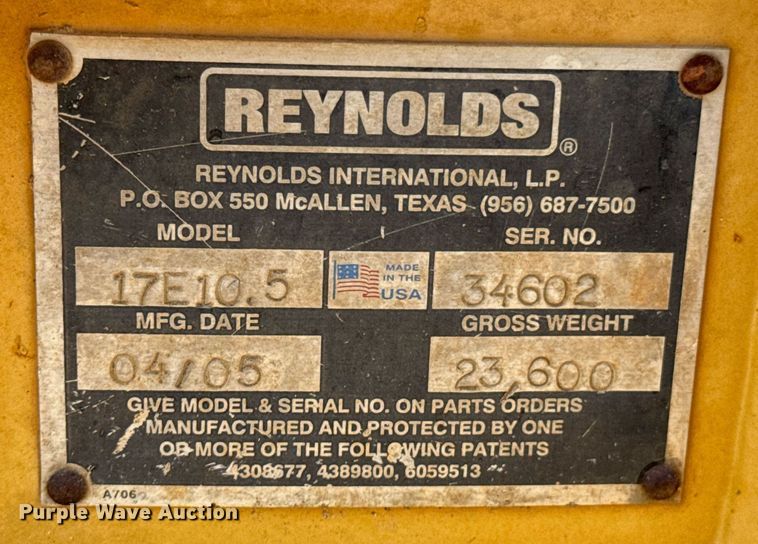 REYNOLDS ®
REYNOLDS INTERNATIONAL, L.P.
P.O. BOX 550 McALLEN, TEXAS (956) 687-7500
MODEL
SER. NO.
17E10.5
MADE
IN THE
USA
34602
MFG. DATE
GROSS WEIGHT
04/05
23,600
GIVE MODEL & SERIAL NO. ON PARTS ORDERS
MANUFACTURED AND PROTECTED BY ONE
OR MORE OF THE FOLLOWING PATENTS
4308677, 4389800, 6059513
A706
Purple Wave Auction